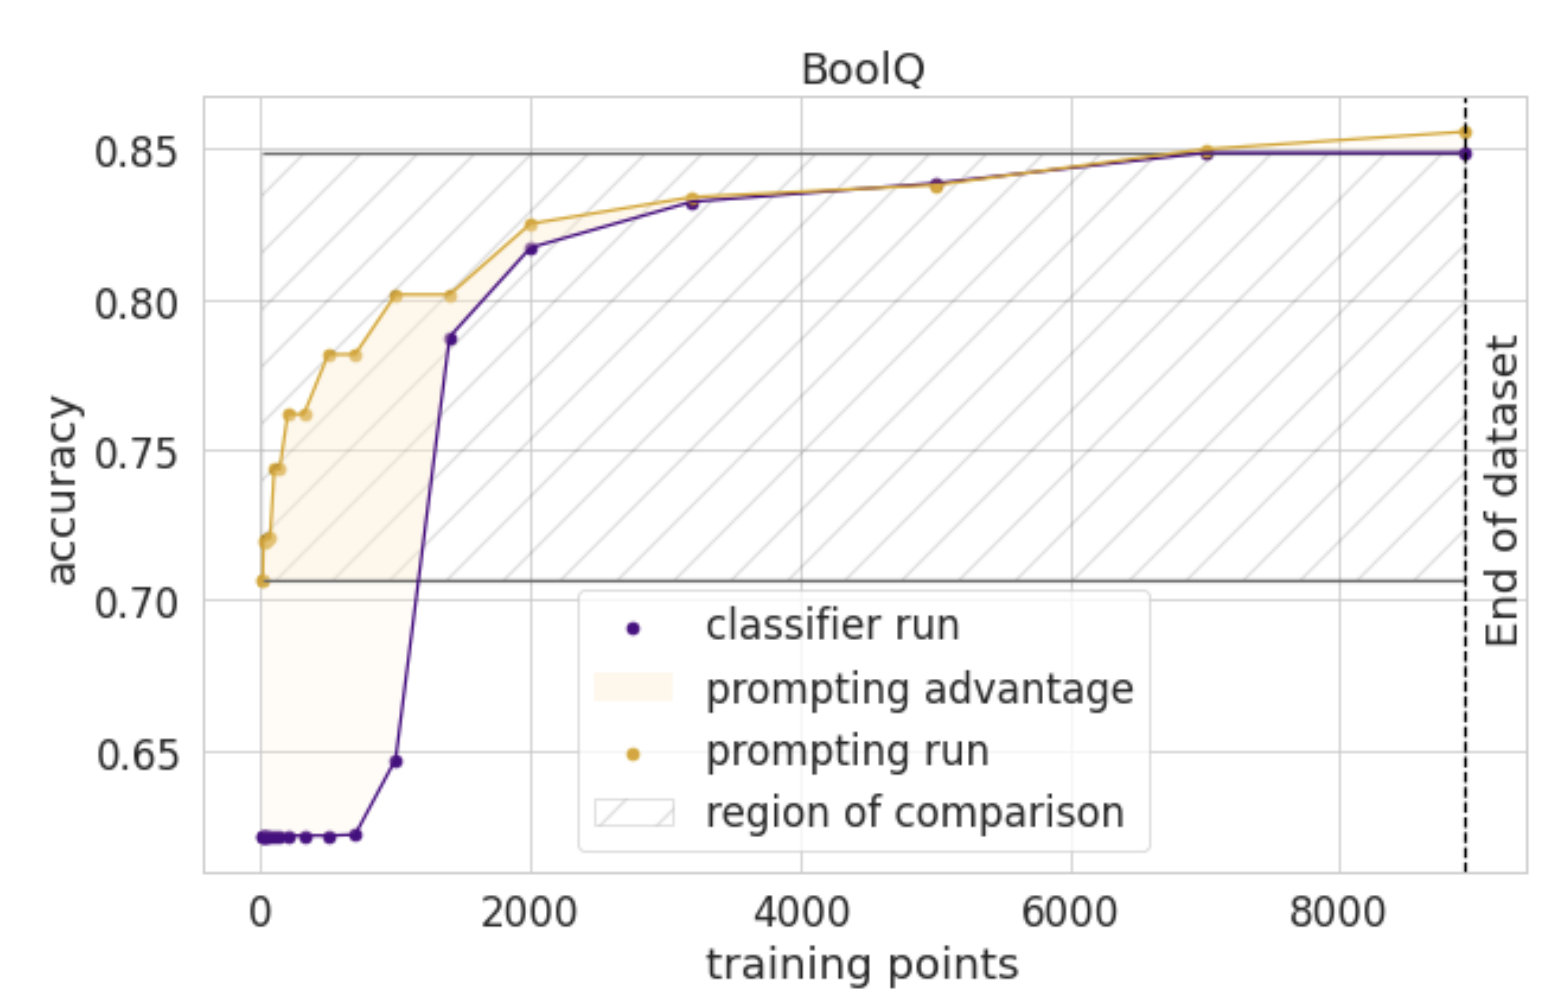 BoolQ
0.85
0.80
0.75
0.70
0.65
accuracy
classifier run
prompting advantage
prompting run
region of comparison
End of dataset
0
2000
4000
6000
8000
training points